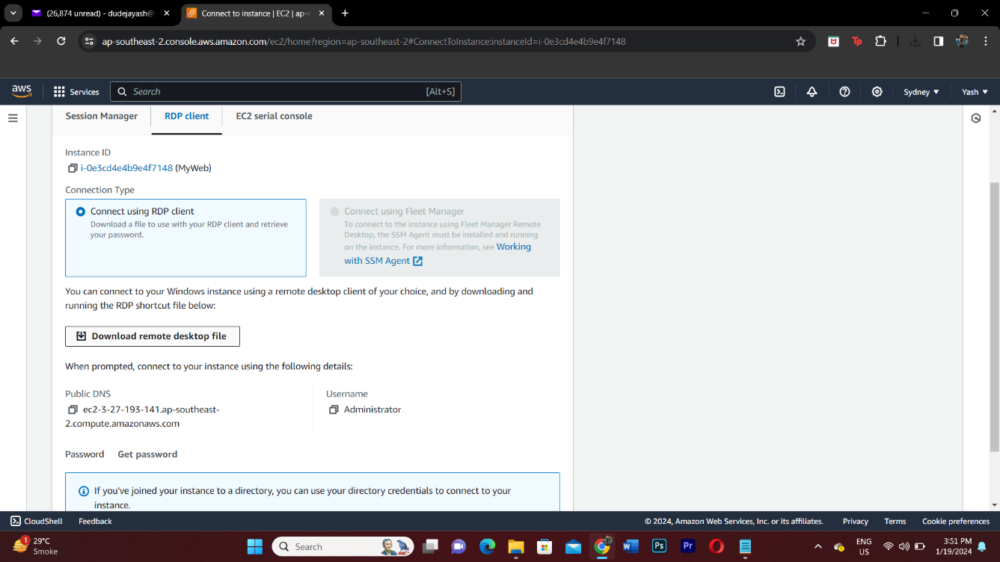 (26,874 unread) - dudejayash@
Connect to instance | EC2 | ap-s
ap-southeast-2.console.aws.amazon.com/ec2/home?region=ap-southeast-2#ConnectToInstance:instanceId=i-0e3cd4e4b9e4f7148
Tp
aws
Services
Search
[Alt+S]
Sydney
Yash
Session Manager
RDP client
EC2 serial console
Instance ID
i-0e3cd4e4b9e4f7148 (MyWeb)
Connection Type
Connect using RDP client
Download a file to use with your RDP client and retrieve
your password.
Connect using Fleet Manager
To connect to the instance using Fleet Manager Remote
Desktop, the SSM Agent must be installed and running
on the instance. For more information, see Working
with SSM Agent
You can connect to your Windows instance using a remote desktop client of your choice, and by downloading and
running the RDP shortcut file below:
Download remote desktop file
When prompted, connect to your instance using the following details:
Public DNS
ec2-3-27-193-141.ap-southeast-
2.compute.amazonaws.com
Username
Administrator
Password
Get password
If you've joined your instance to a directory, you can use your directory credentials to connect to your
instance.
CloudShell
Feedback
© 2024, Amazon Web Services, Inc. or its affiliates.
Privacy
Terms
Cookie preferences
1
29°C
Smoke
Search
W
Ps
Pr
ENG
US
3:51 PM
1/19/2024